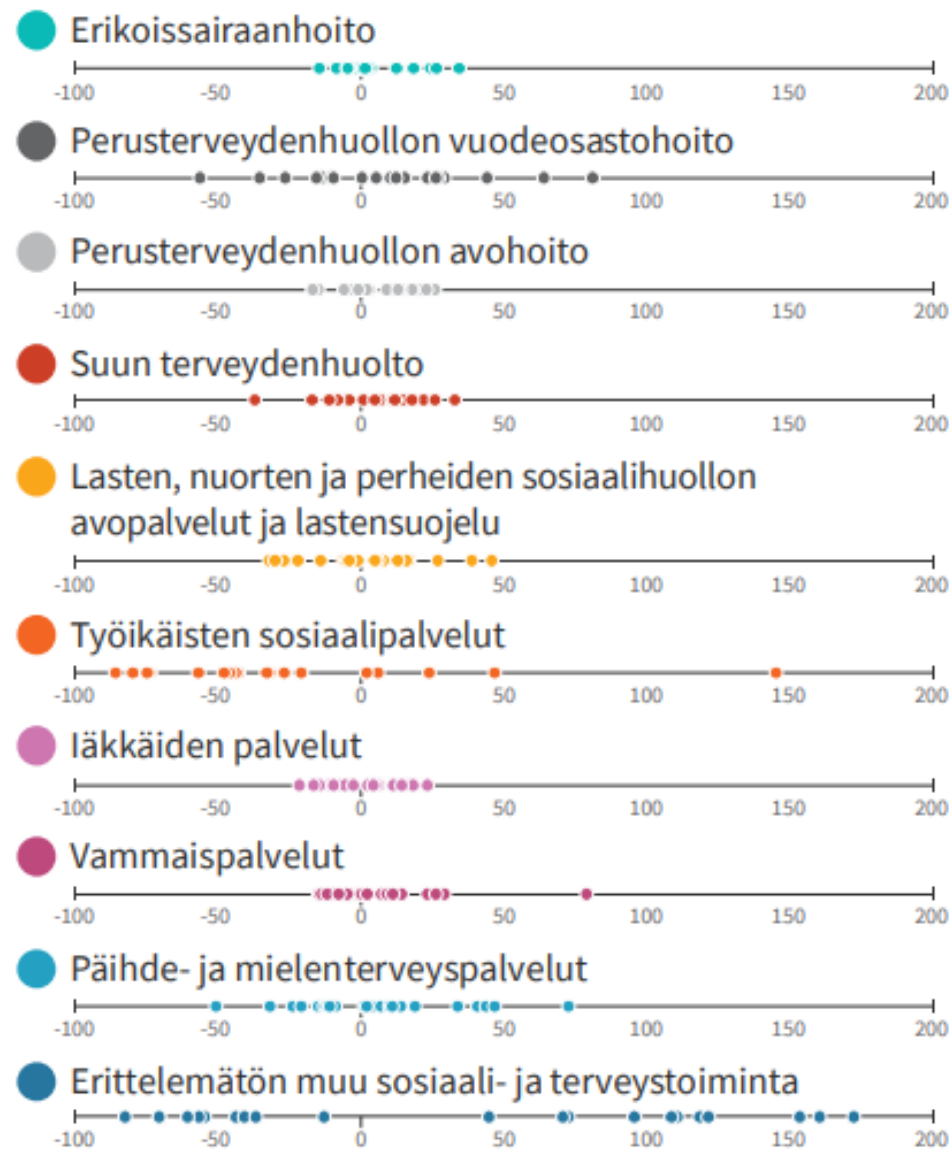 Erikoissairaanhoito
-100 -50 0 50 100 150 200
Perusterveydenhuollon vuodeosastohoito
-100 -50 0 50 100 150 200
Perusterveydenhuollon avohoito
-100 -50 0 50 100 150 200
Suun terveydenhuolto
-100 -50 0 50 100 150 200
Lasten, nuorten ja perheiden sosiaalihuollon
avopalvelut ja lastensuojelu
-100 -50 0 50 100 150 200
Työikäisten sosiaalipalvelut
-100 -50 0 50 100 150 200
Iäkkäiden palvelut
-100 -50 0 50 100 150 200
Vammaispalvelut
-100 -50 0 50 100 150 200
Päihde- ja mielenterveyspalvelut
-100 -50 0 50 100 150 200
Erittelemätön muu sosiaali- ja terveystoiminta
-100 -50 0 50 100 150 200